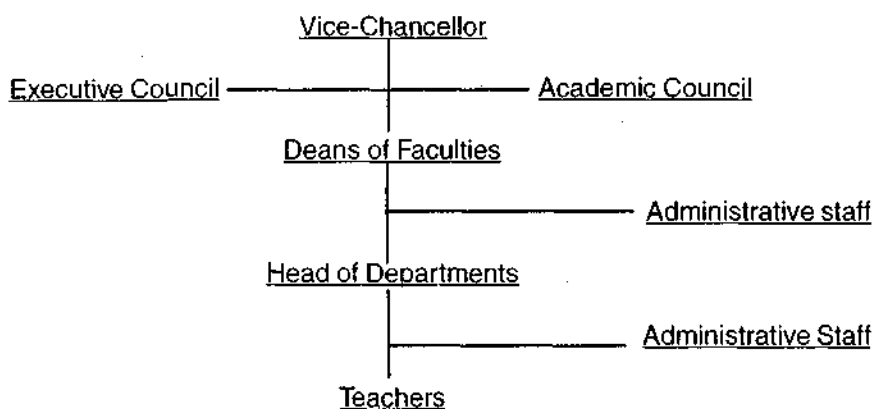 Vice-Chancellor
Executive Council
Academic Council
Deans of Faculties
Administrative staff
Head of Departments
Administrative Staff
Teachers